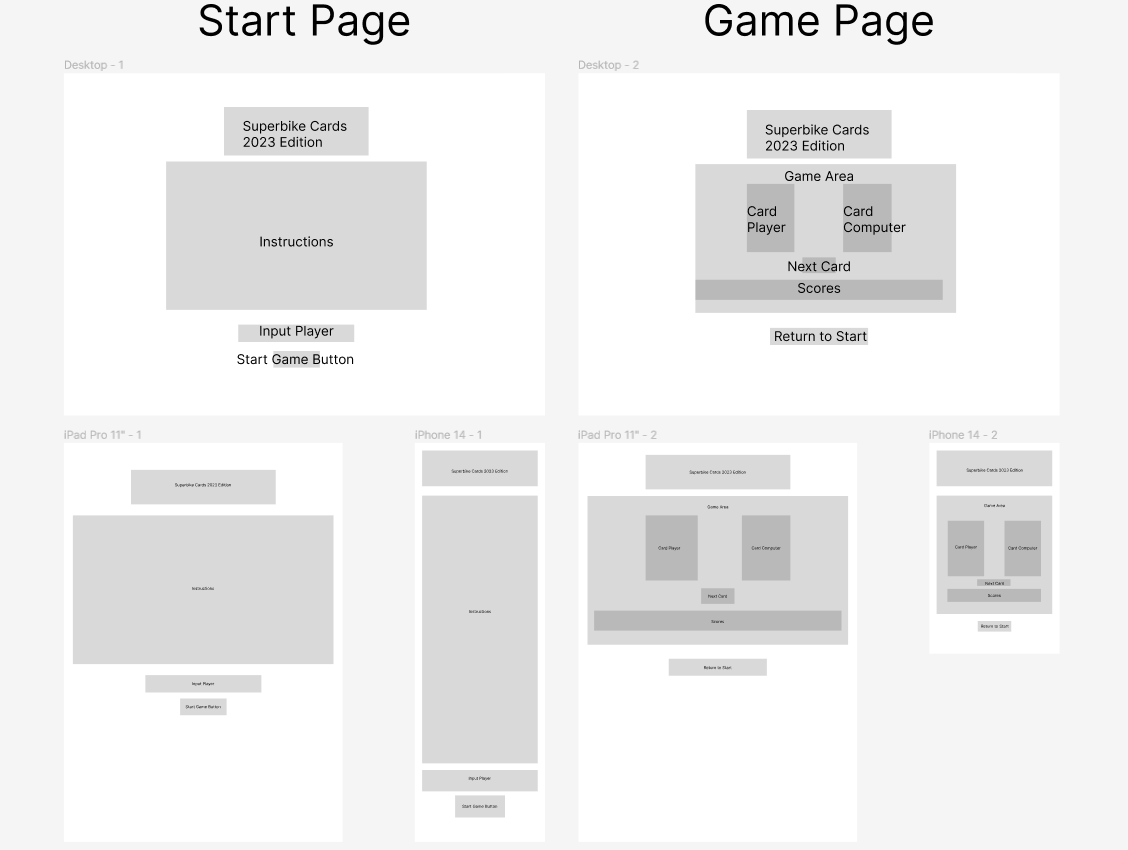 Start Page
Game Page
Desktop - 1
Superbike Cards
2023 Edition
Instructions
Input Player
Start Game Button
Desktop - 2
Superbike Cards
2023 Edition
Game Area
Card
Player
Card
Computer
Next Card
Scores
Return to Start
iPad Pro 11" - 1
Superbike Cards 2023 Edition
Instructions
Input Player
Start Game Button
iPhone 14 - 1
Superbike Cards 2023 Edition
Instructions
Input Player
Start Game Button
iPad Pro 11" - 2
Superbike Cards 2023 Edition
Game Area
Card Player
Card Computer
Next Card
Scores
Return to Start
iPhone 14 - 2
Superbike Cards 2023 Edition
Game Area
Card Player
Card Computer
Next Card
Scores
Return to Start